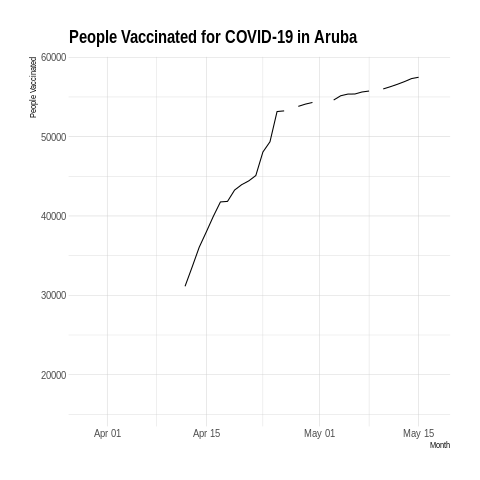 People Vaccinated for COVID-19 in Aruba
People Vaccinated
60000
50000
40000
30000
20000
Apr 01 Apr 15 May 01 May 15
Month